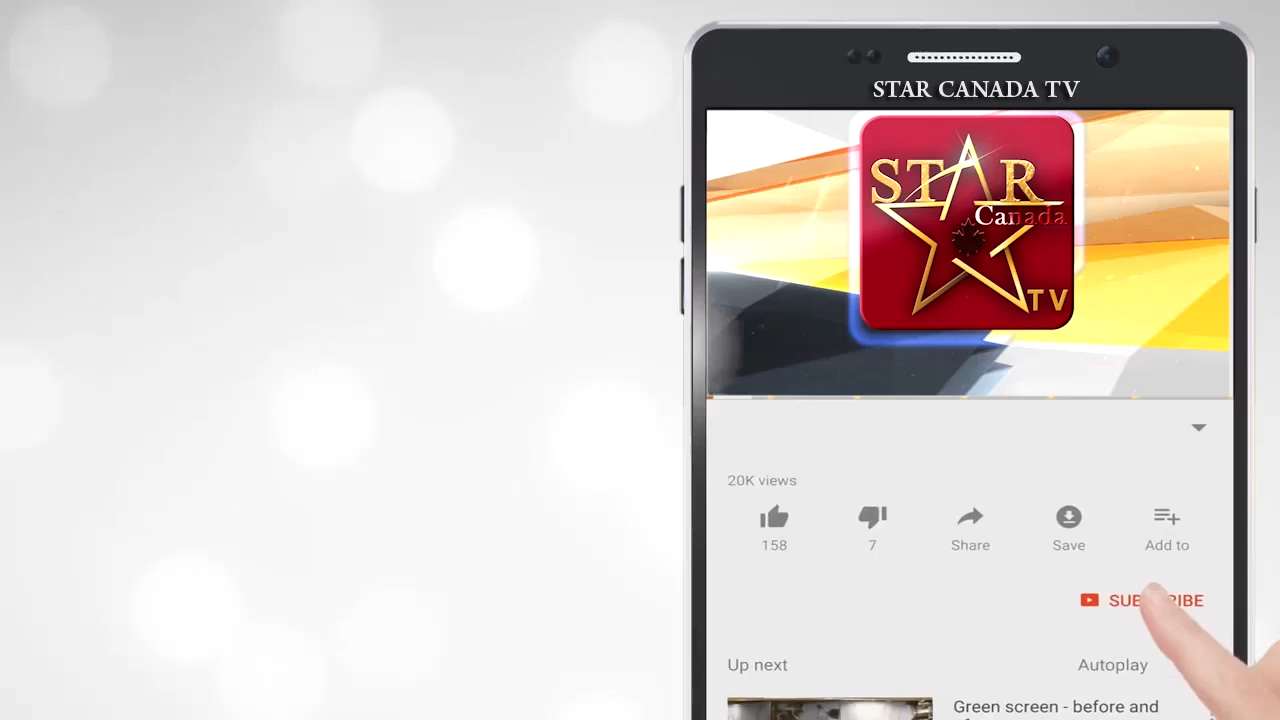 STAR CANADA TV
STAR
Canada
TV
20K views
158
7
Share
Save
Add to
SUBSCRIBE
Up next
Autoplay
Green screen - before and